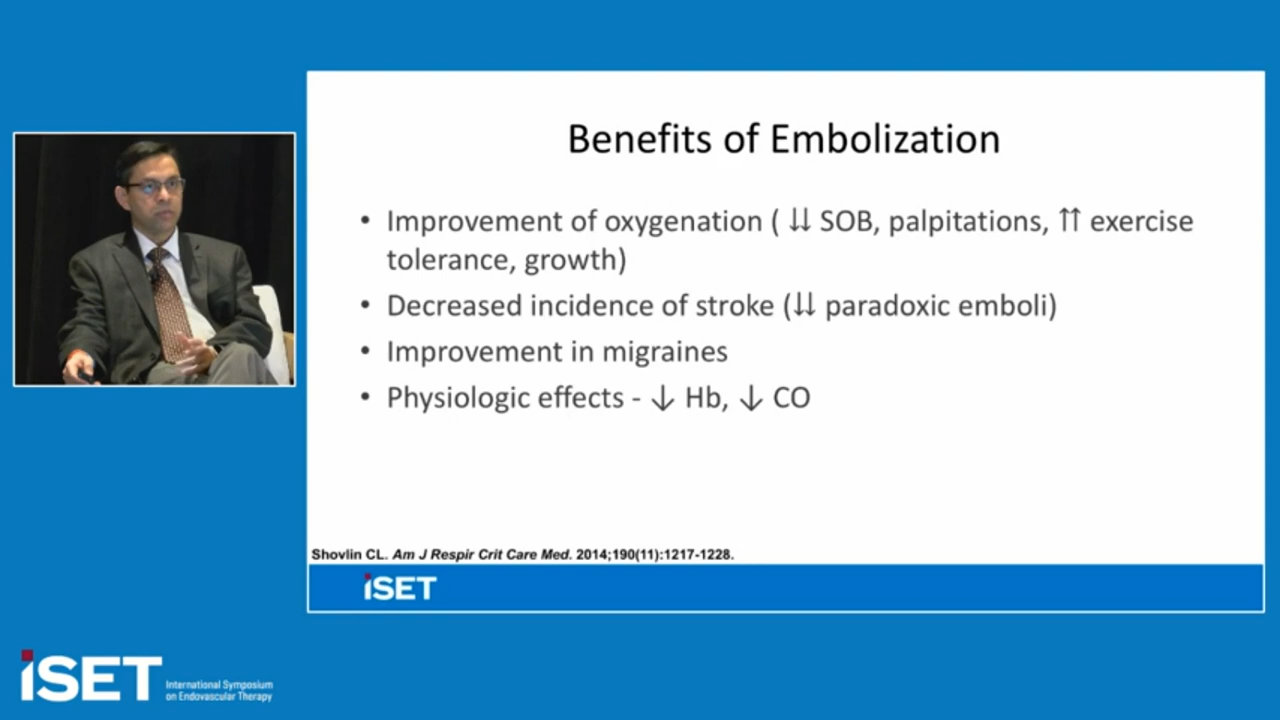 Benefits of Embolization
• Improvement of oxygenation ( ↓↓ SOB, palpitations, ↑↑ exercise
tolerance, growth)
• Decreased incidence of stroke (↓↓ paradoxic emboli)
• Improvement in migraines
• Physiologic effects - ↓ Hb, ↓ CO
Shovlin CL. Am J Respir Crit Care Med. 2014;190(11):1217-1228.
iSET
iSET
International Symposium
on Endovascular Therapy